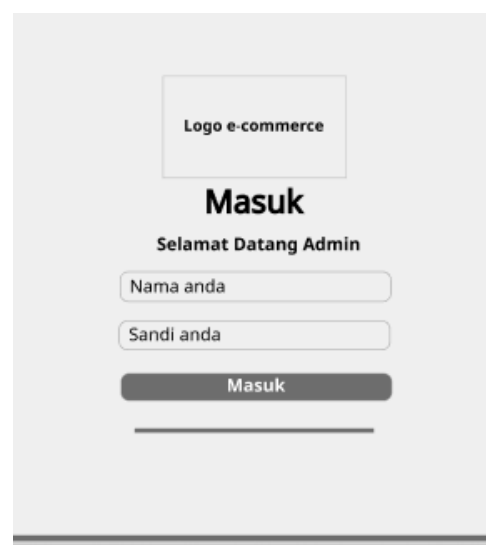 Logo e-commerce
Masuk
Selamat Datang Admin
Nama anda
Sandi anda
Masuk